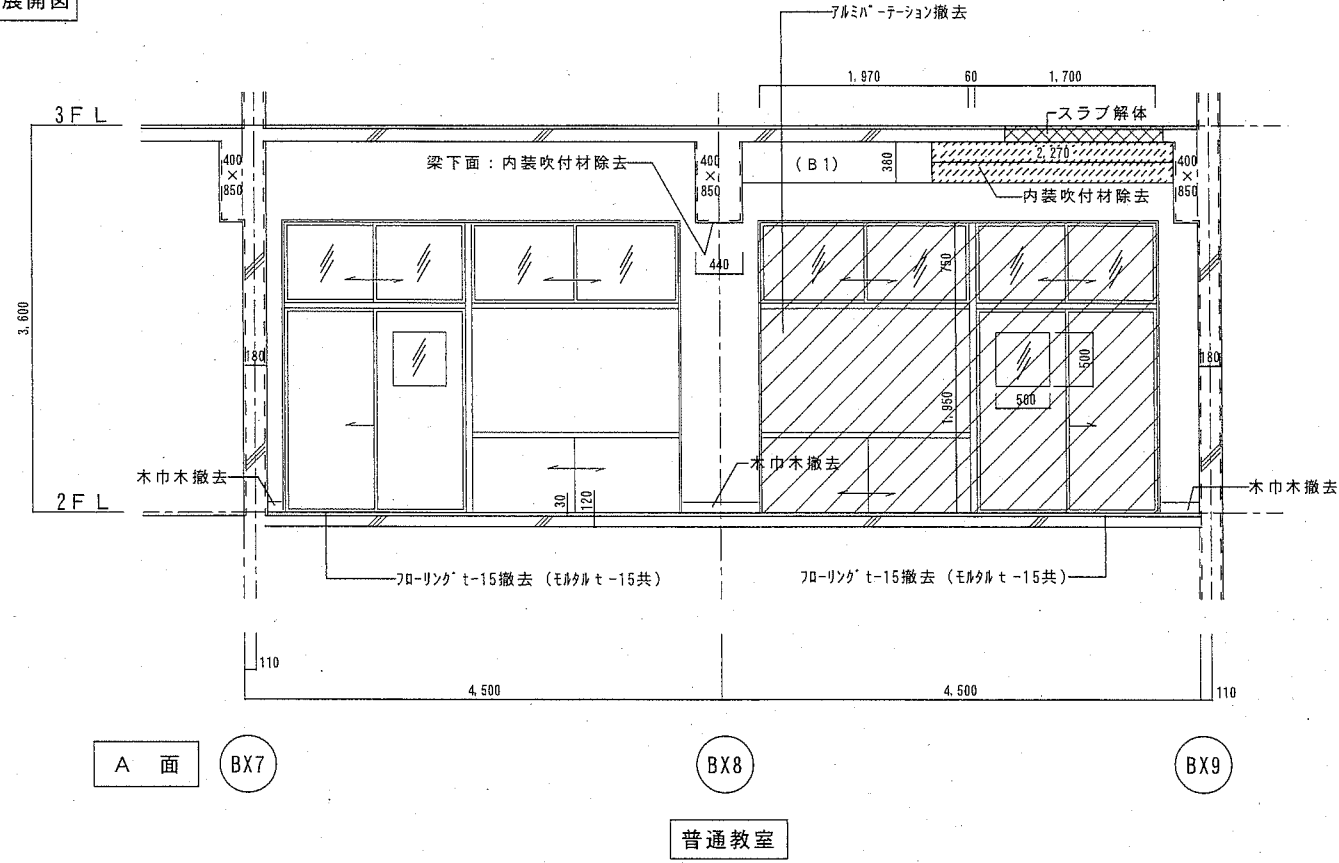 展開図
アルミパーテーション撤去
1,970 60 1,700
3FL
スラブ解体
400
×
850
梁下面：内装吹付材除去
400
×
850
(B1)
380
2,270
400
×
850
内装吹付材除去
440
750
3,600
180
500
180
500
1,950
木巾木撤去
木巾木撤去
木巾木撤去
30
120
2FL
フローリング t-15撤去 (モルタル t-15共)
フローリング t-15撤去 (モルタル t-15共)
110
4,500
4,500
110
A 面
BX7
BX8
BX9
普通教室